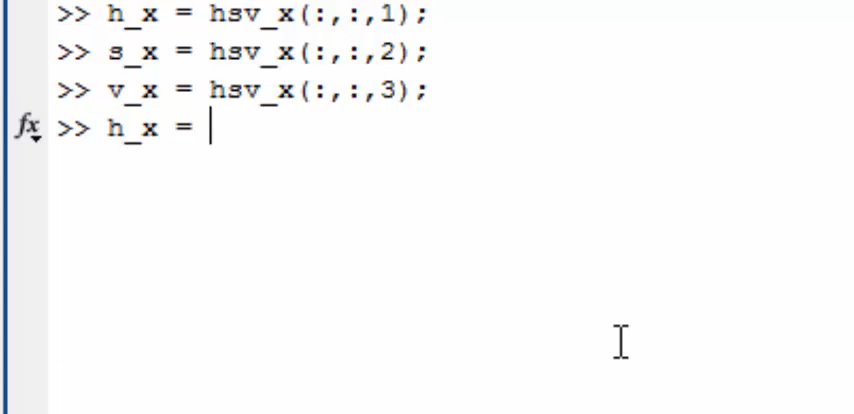 >> h_x = hsv_x(:,:,1);
>> s_x = hsv_x(:,:,2);
>> v_x = hsv_x(:,:,3);
fx >> h_x =